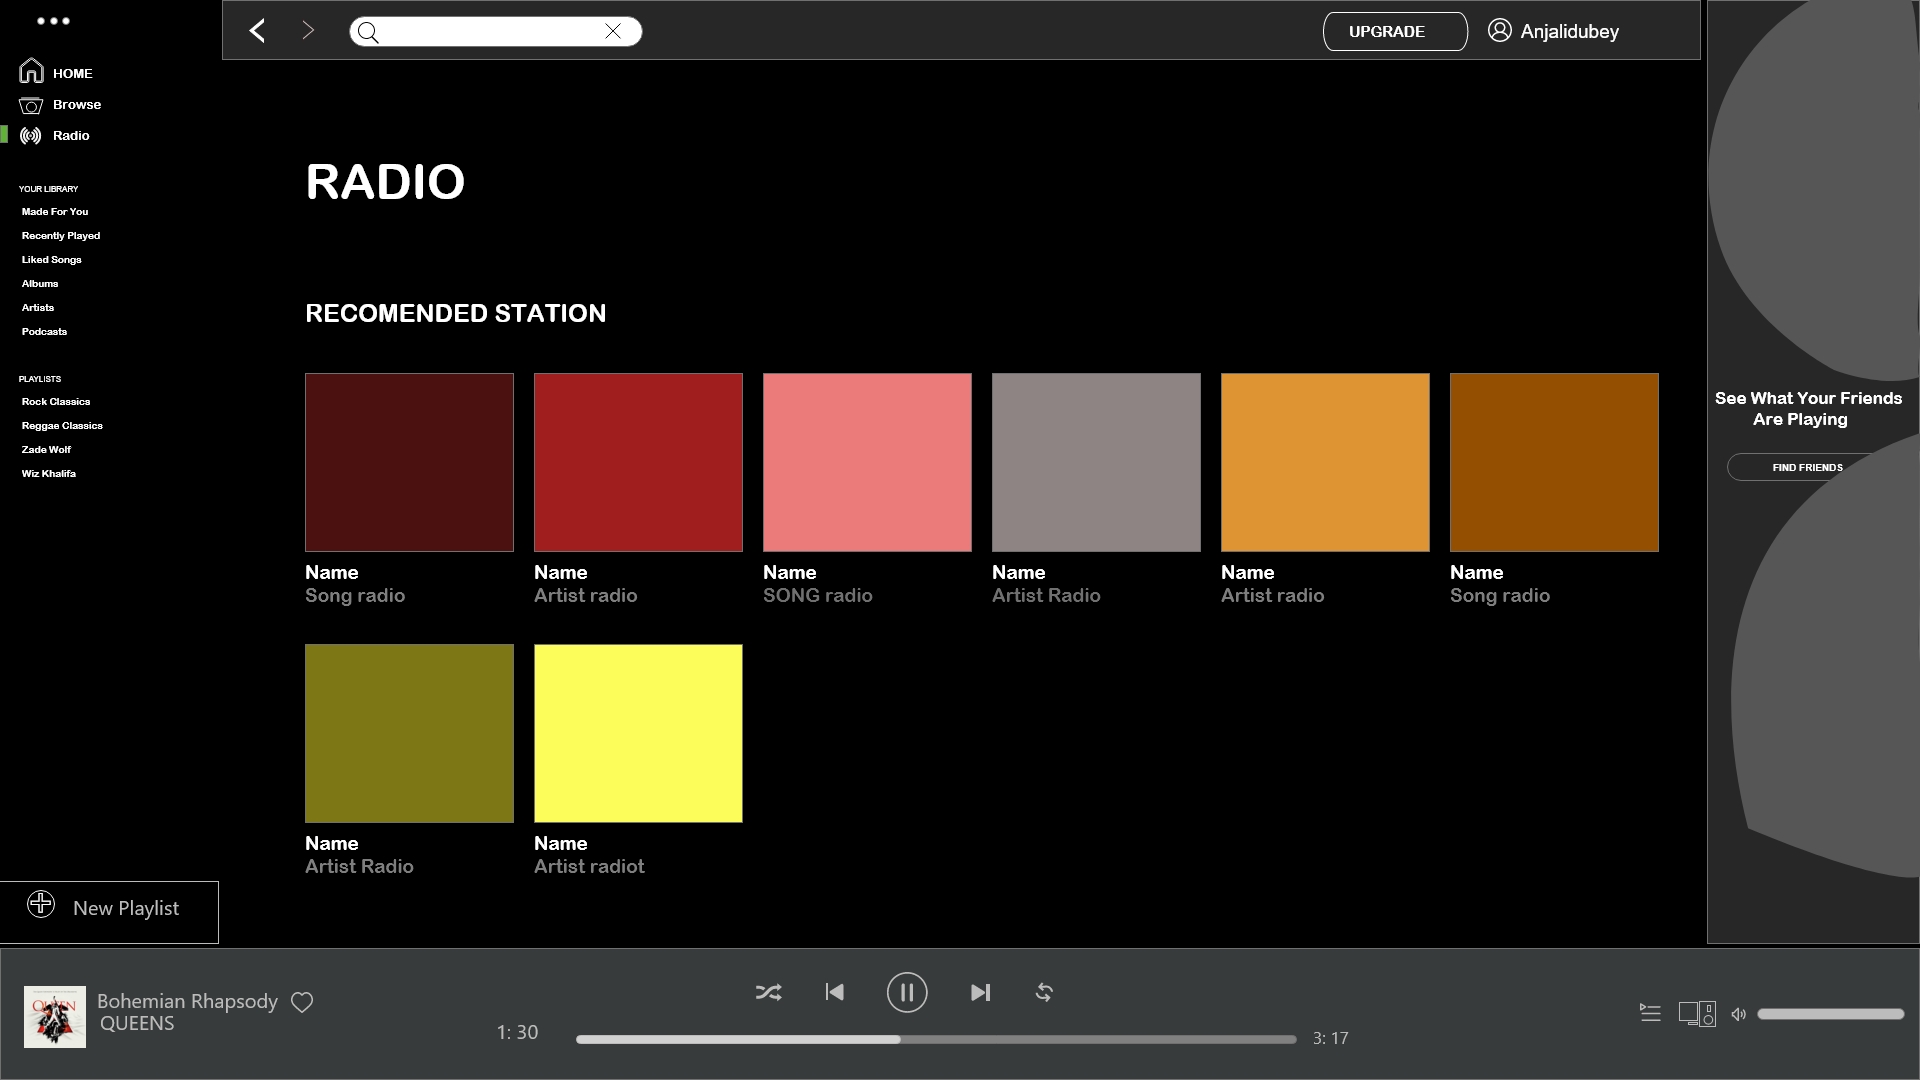 HOME
Browse
Radio
YOUR LIBRARY
Made For You
Recently Played
Liked Songs
Albums
Artists
Podcasts
PLAYLISTS
Rock Classics
Reggae Classics
Zade Wolf
Wiz Khalifa
New Playlist
UPGRADE
Anjalidubey
RADIO
RECOMENDED STATION
Name
Song radio
Name
Artist radio
Name
SONG radio
Name
Artist Radio
Name
Artist radio
Name
Song radio
Name
Artist Radio
Name
Artist radiot
See What Your Friends
Are Playing
FIND FRIENDS
QUEEN
Bohemian Rhapsody
QUEENS
1: 30
3: 17